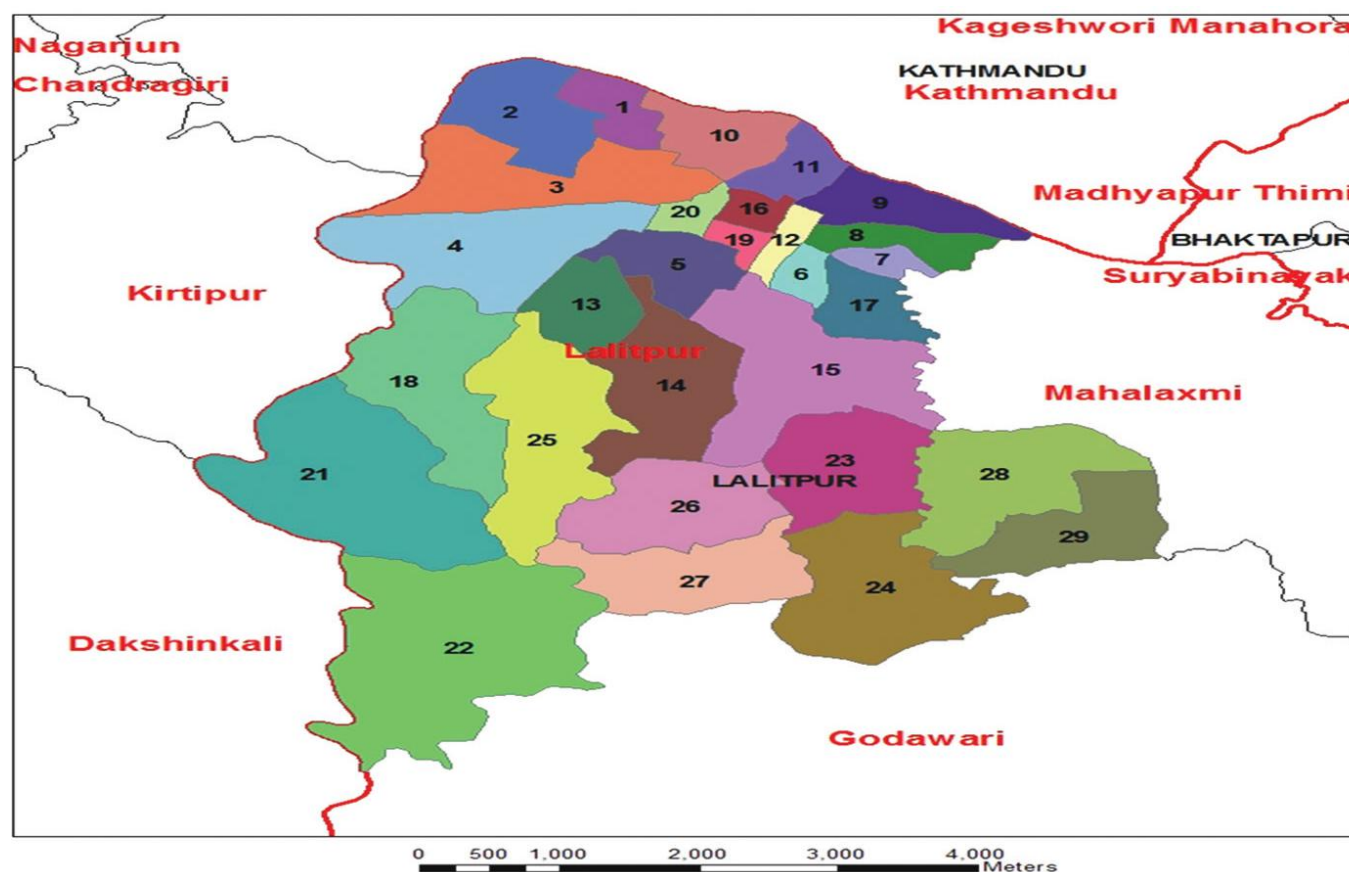 Nagarjun
Chandragiri
Kageshwori Manahora
KATHMANDU
Kathmandu
2
1
10
11
3
16
9
Madhyapur Thimi
20
8
BHAKTAPUR
4
19
12
7
5
6
Suryabinayak
Kirtipur
13
17
Lalitpur
18
14
15
Mahalaxmi
25
21
23
28
LALITPUR
26
29
27
24
Dakshinkali
22
Godawari
0 500 1,000 2,000 3,000 4,000
Meters